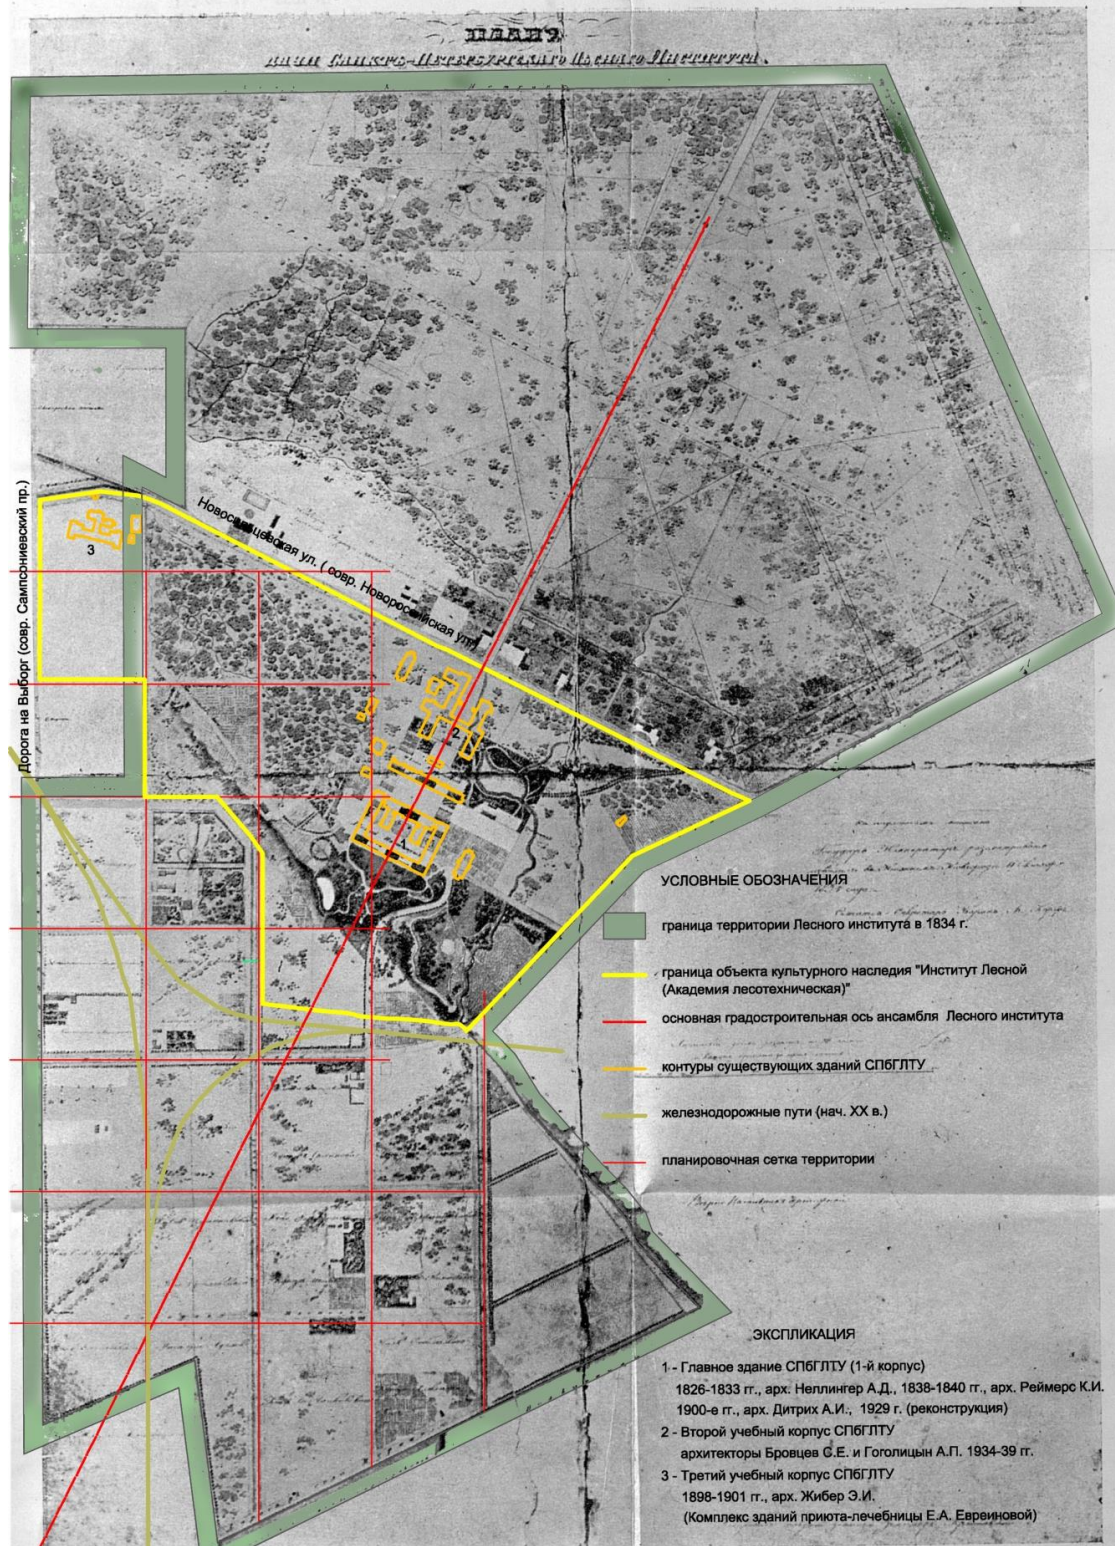 ПЛАНЪ
ДАЧИ САНКТЪ-ПЕТЕРБУРГСКАГО ЛѢСНАГО ИНСТИТУТА.
Дорога на Выборг (совр. Сампсониевский пр.)
Новосильцевская ул. ( совр. Новороссийская ул.)
3
2
1
УСЛОВНЫЕ ОБОЗНАЧЕНИЯ
граница территории Лесного института в 1834 г.
граница объекта культурного наследия "Институт Лесной
(Академия лесотехническая)"
основная градостроительная ось ансамбля Лесного института
контуры существующих зданий СПбГЛТУ
железнодорожные пути (нач. XX в.)
планировочная сетка территории
ЭКСПЛИКАЦИЯ
1 - Главное здание СПбГЛТУ (1-й корпус)
1826-1833 гг., арх. Неллингер А.Д., 1838-1840 гг., арх. Реймерс К.И.
1900-е гг., арх. Дитрих А.И., 1929 г. (реконструкция)
2 - Второй учебный корпус СПбГЛТУ
архитекторы Бровцев С.Е. и Гоголицын А.П. 1934-39 гг.
3 - Третий учебный корпус СПбГЛТУ
1898-1901 гг., арх. Жибер Э.И.
(Комплекс зданий приюта-лечебницы Е.А. Евреиновой)